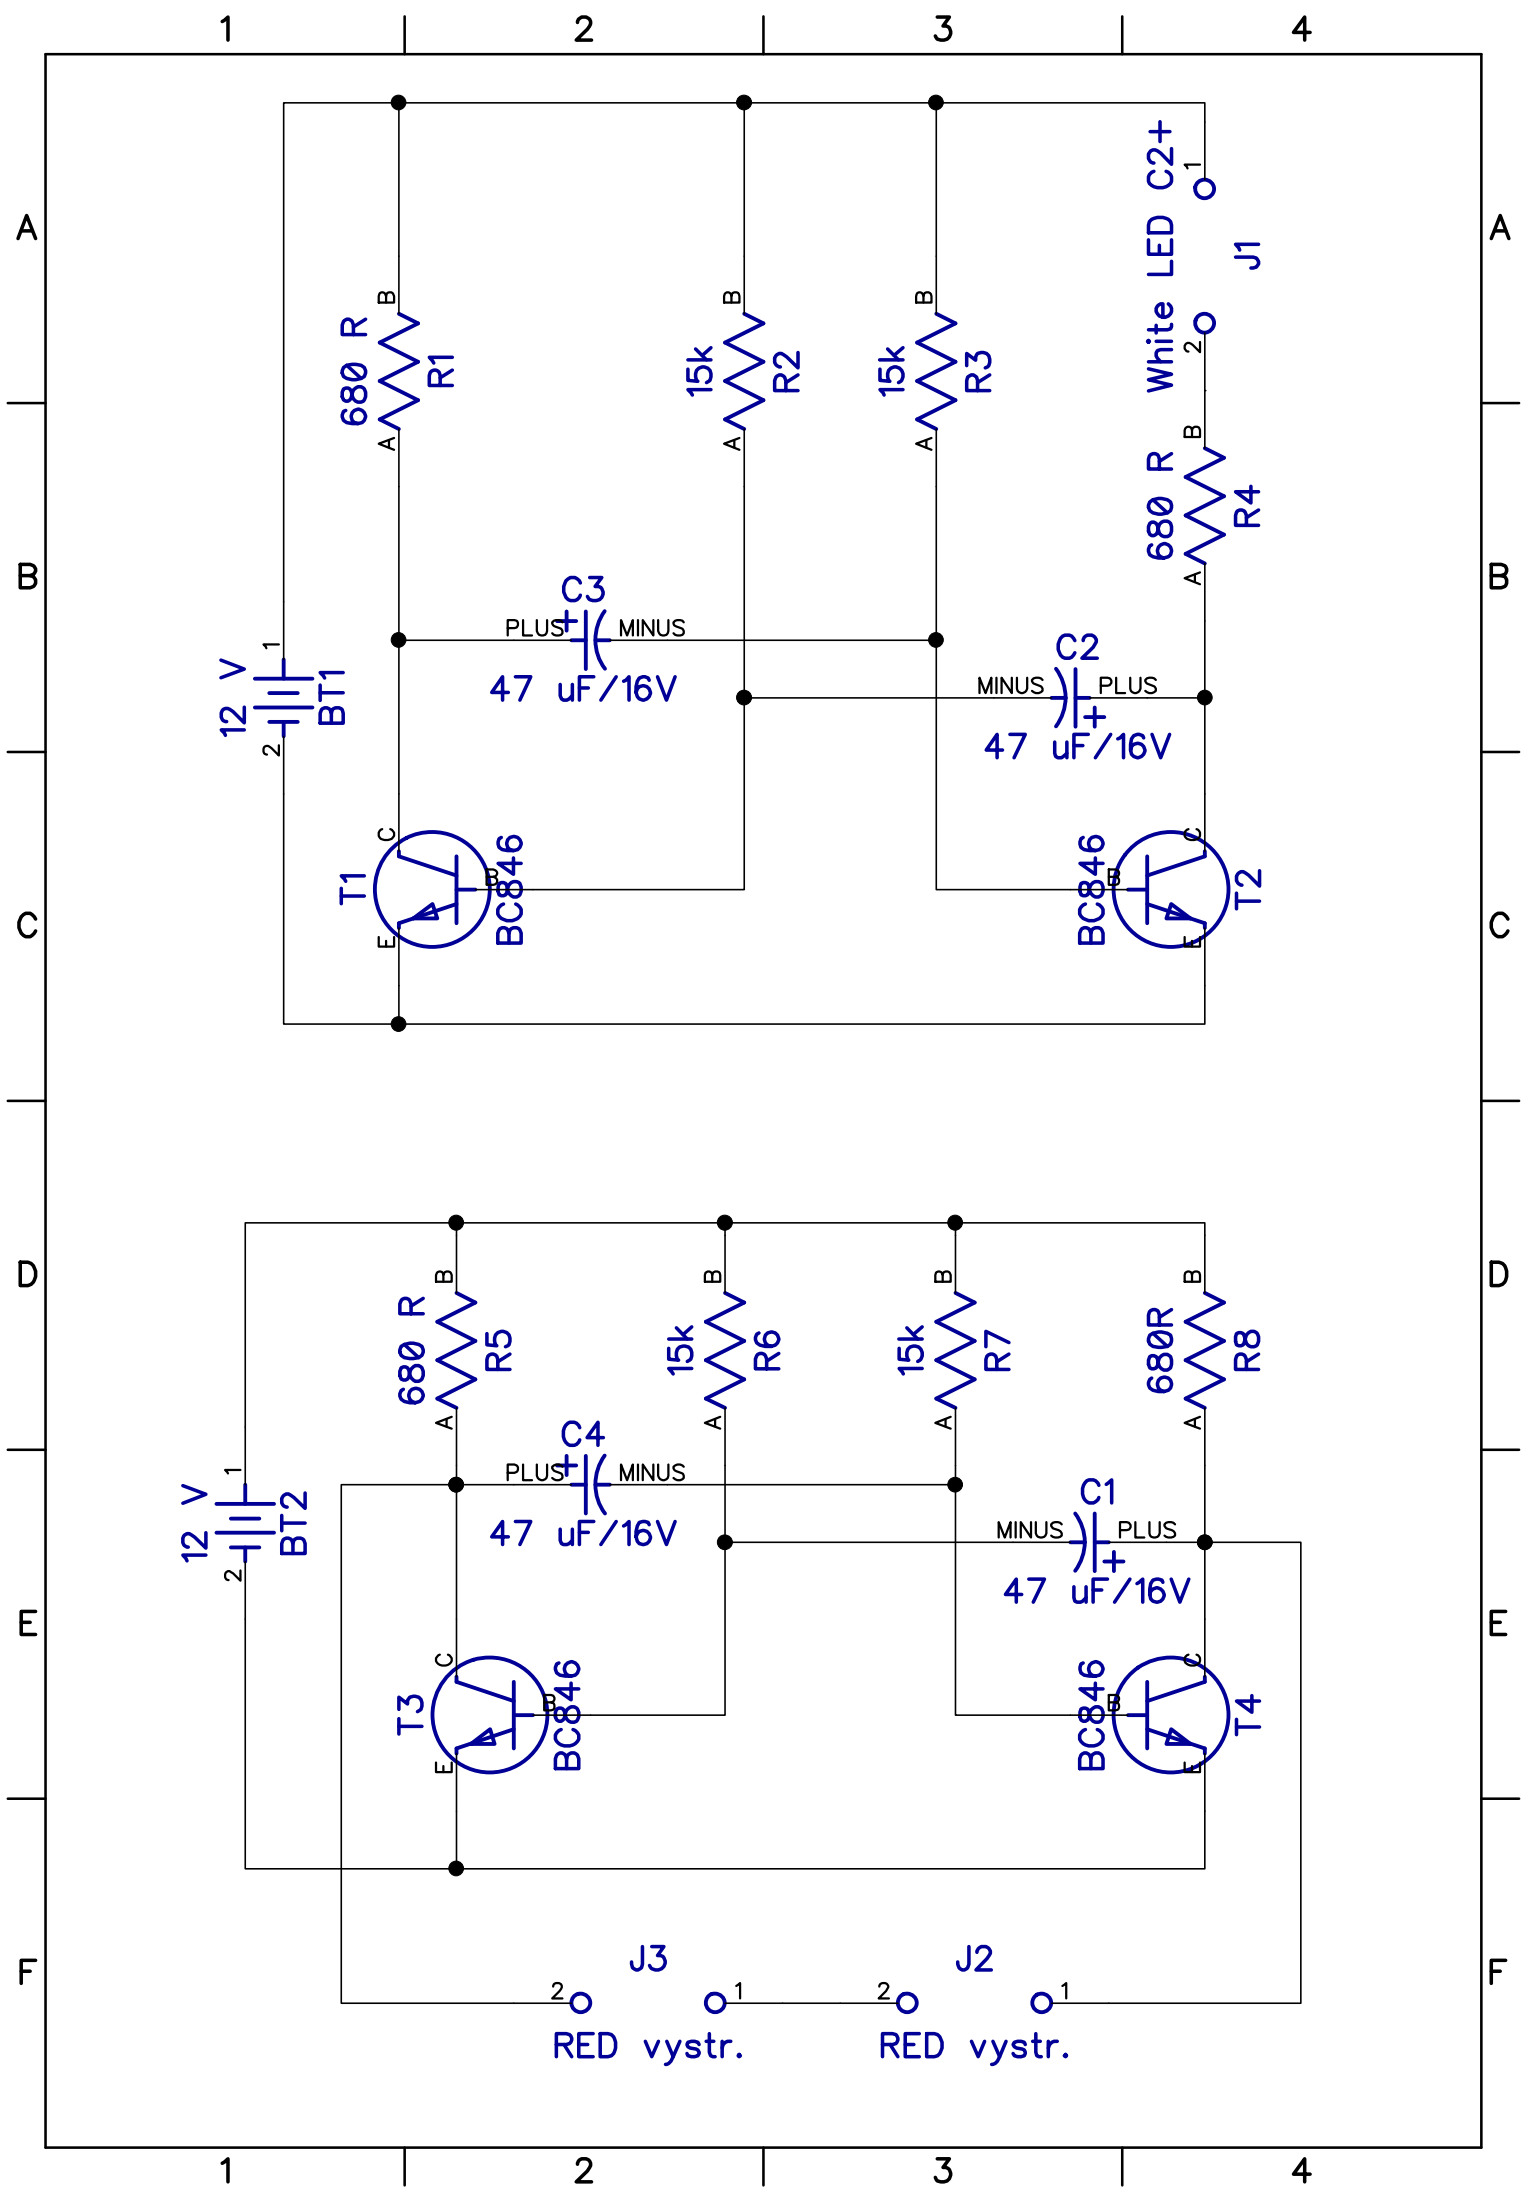 1 2 3 4
A A
B B
C C
D D
E E
F F
1 2 3 4
12 V
BT1
1
2
680 R
R1
B
A
15k
R2
B
A
15k
R3
B
A
White LED C2+
J1
1
2
680 R
R4
B
A
C3
PLUS + MINUS
47 uF/16V
C2
MINUS PLUS
+
47 uF/16V
T1
BC846
C
B
E
T2
BC846
C
B
E
12 V
BT2
1
2
680 R
R5
B
A
15k
R6
B
A
15k
R7
B
A
680R
R8
B
A
C4
PLUS + MINUS
47 uF/16V
C1
MINUS PLUS
+
47 uF/16V
T3
BC846
C
B
E
T4
BC846
C
B
E
J3
2 1
RED vystr.
J2
2 1
RED vystr.